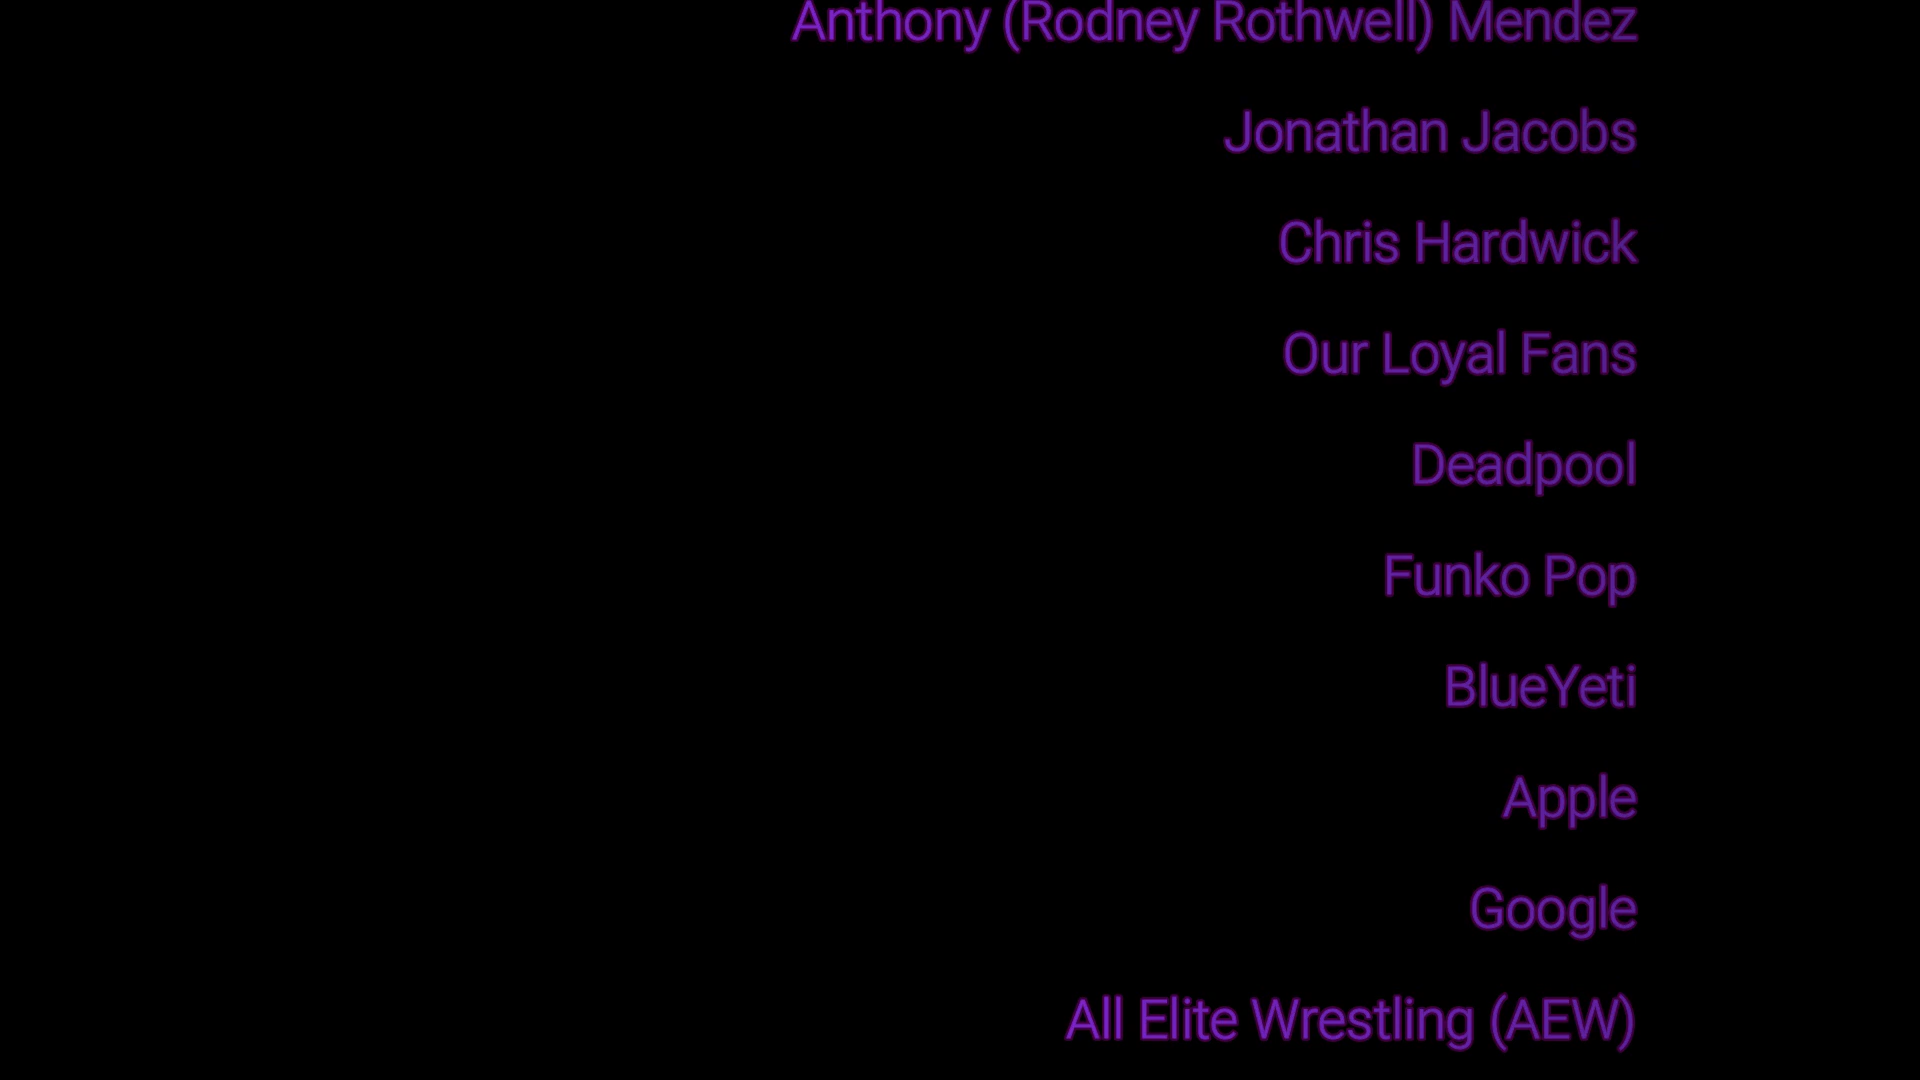 Anthony (Rodney Rothwell) Mendez
Jonathan Jacobs
Chris Hardwick
Our Loyal Fans
Deadpool
Funko Pop
BlueYeti
Apple
Google
All Elite Wrestling (AEW)